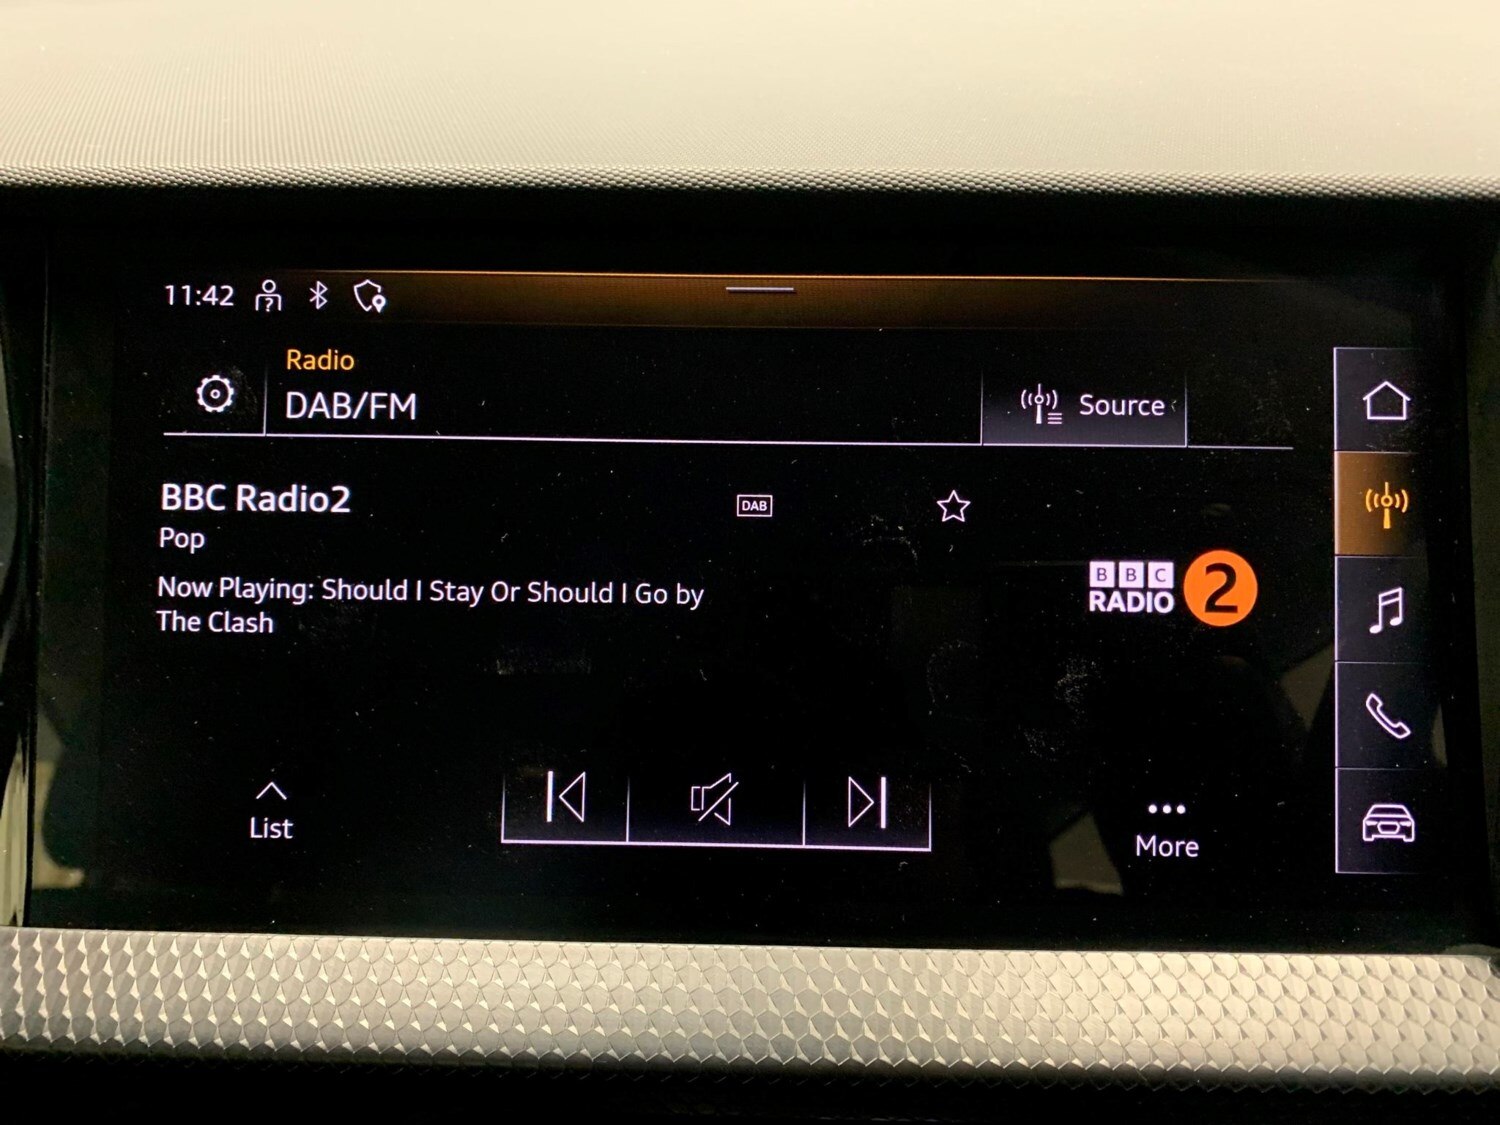 11:42
Radio
DAB/FM
Source
BBC Radio2
DAB
Pop
Now Playing: Should I Stay Or Should I Go by
The Clash
BBC
RADIO 2
List
More